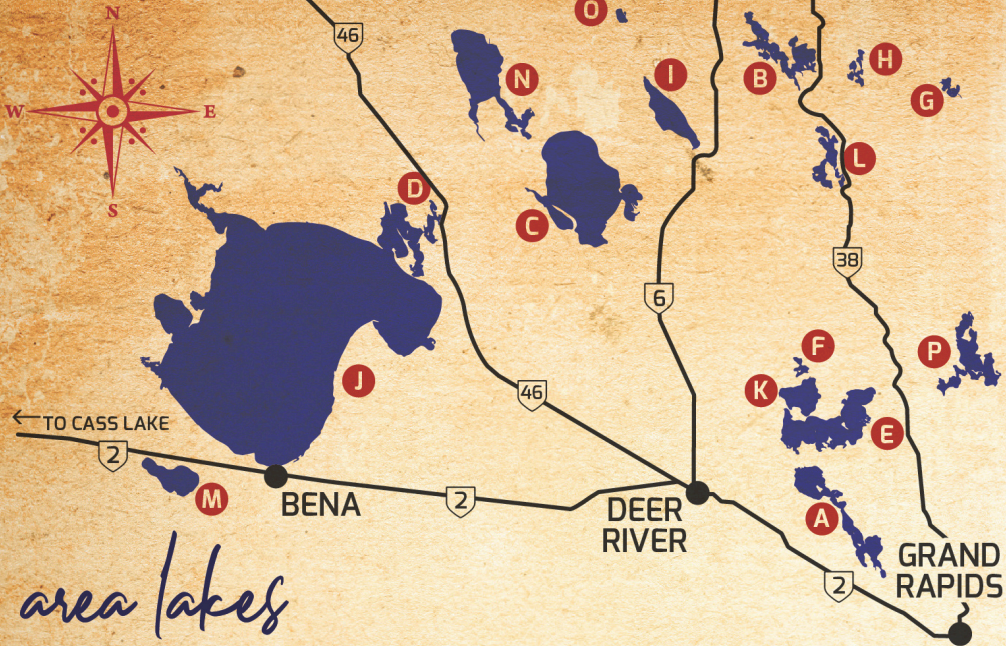 N
W
E
S
46
O
N
I
B
H
G
L
D
C
38
6
F
P
K
J
46
E
TO CASS LAKE
2
M
BENA
2
DEER
RIVER
A
GRAND
RAPIDS
2
area lakes